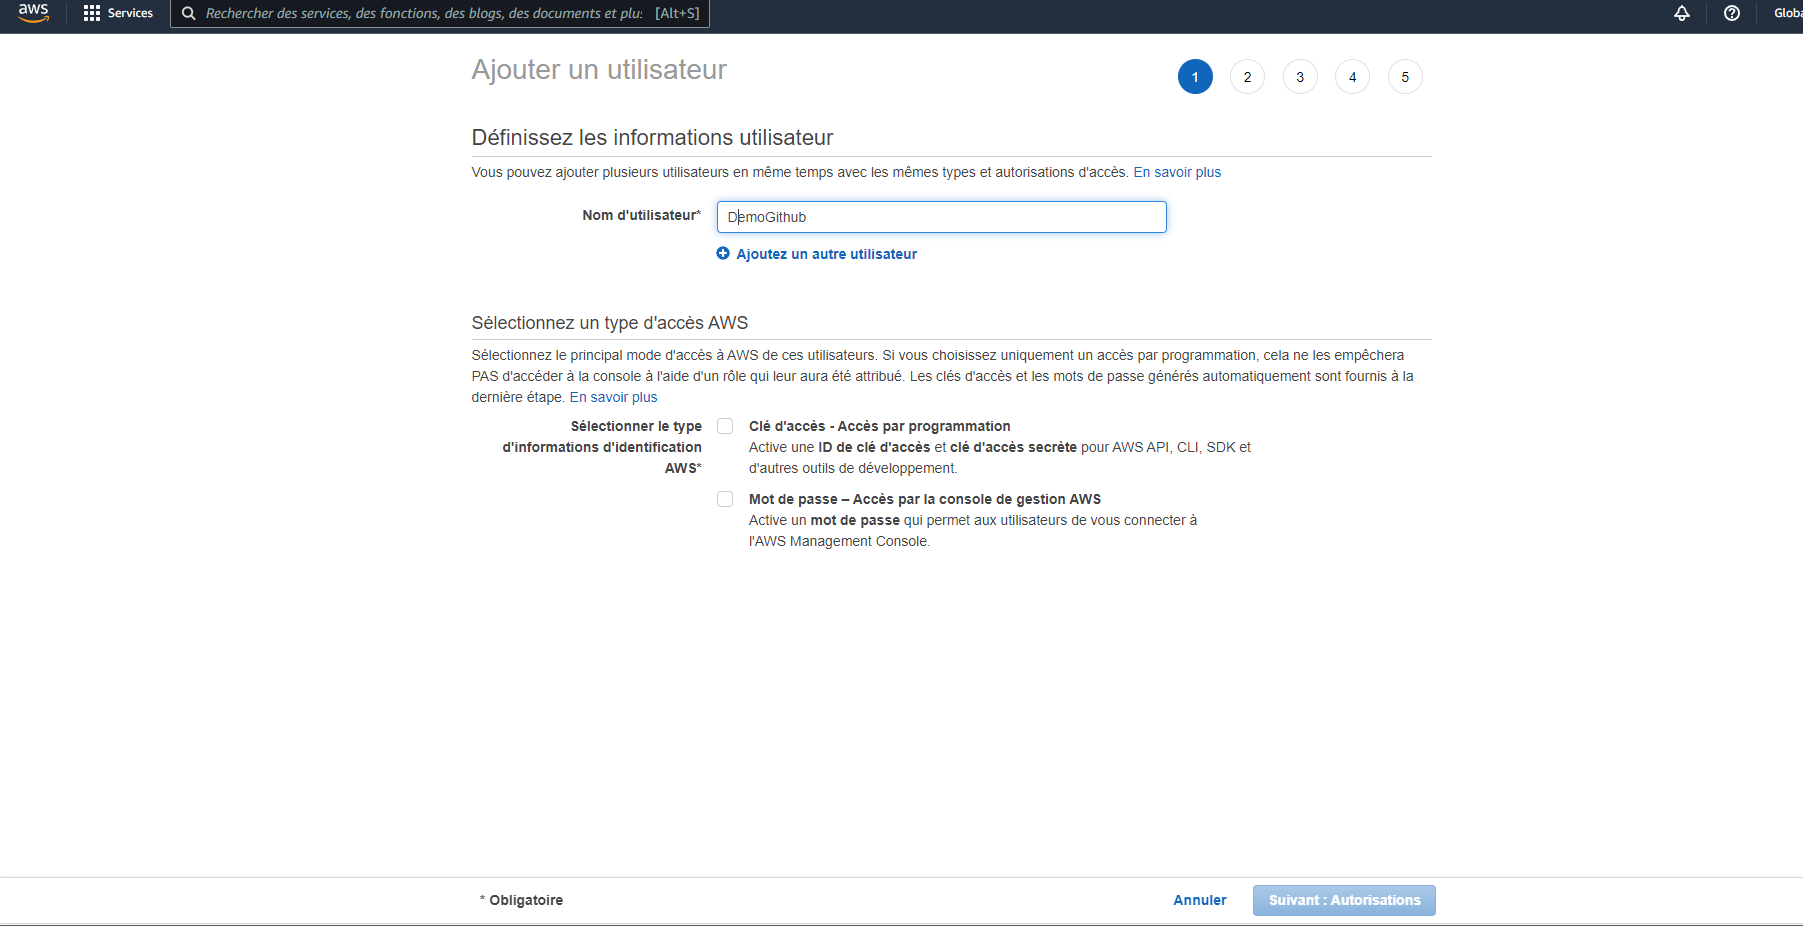 aws
Services
Rechercher des services, des fonctions, des blogs, des documents et plu: [Alt+S]
Globa
Ajouter un utilisateur
1 2 3 4 5
Définissez les informations utilisateur
Vous pouvez ajouter plusieurs utilisateurs en même temps avec les mêmes types et autorisations d'accès. En savoir plus
Nom d'utilisateur* DemoGithub
Ajoutez un autre utilisateur
Sélectionnez un type d'accès AWS
Sélectionnez le principal mode d'accès à AWS de ces utilisateurs. Si vous choisissez uniquement un accès par programmation, cela ne les empêchera
PAS d'accéder à la console à l'aide d'un rôle qui leur aura été attribué. Les clés d'accès et les mots de passe générés automatiquement sont fournis à la
dernière étape. En savoir plus
Sélectionner le type
d'informations d'identification
AWS*
Clé d'accès - Accès par programmation
Active une ID de clé d'accès et clé d'accès secrète pour AWS API, CLI, SDK et
d'autres outils de développement.
Mot de passe – Accès par la console de gestion AWS
Active un mot de passe qui permet aux utilisateurs de vous connecter à
l'AWS Management Console.
* Obligatoire
Annuler
Suivant : Autorisations